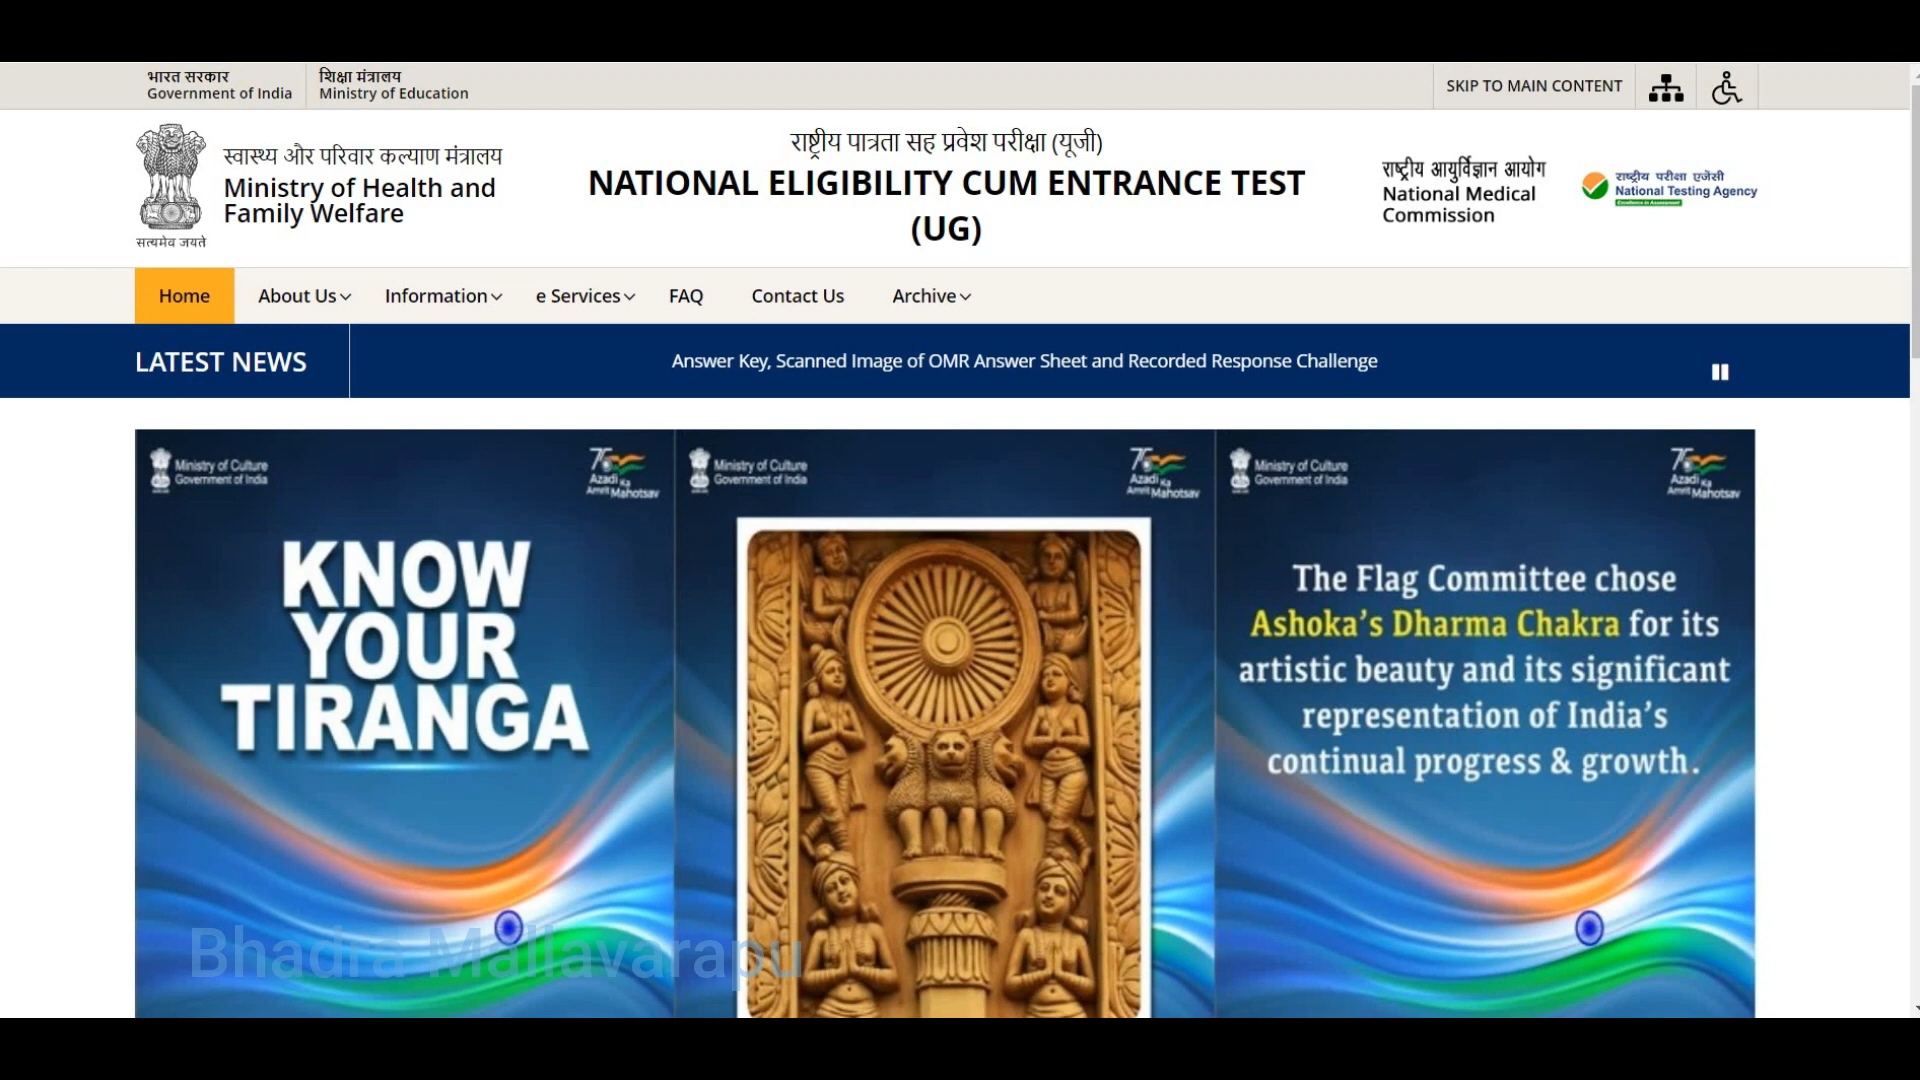 भारत सरकार
Government of India
शिक्षा मंत्रालय
Ministry of Education
SKIP TO MAIN CONTENT
सत्यमेव जयते
स्वास्थ्य और परिवार कल्याण मंत्रालय
Ministry of Health and
Family Welfare
राष्ट्रीय पात्रता सह प्रवेश परीक्षा (यूजी)
NATIONAL ELIGIBILITY CUM ENTRANCE TEST
(UG)
राष्ट्रीय आयुर्विज्ञान आयोग
National Medical
Commission
राष्ट्रीय परीक्षा एजेंसी
National Testing Agency
Excellence in Assessment
Home
About Us
Information
e Services
FAQ
Contact Us
Archive
LATEST NEWS
Answer Key, Scanned Image of OMR Answer Sheet and Recorded Response Challenge
Ministry of Culture
Government of India
75
Azadi Ka
Amrit Mahotsav
KNOW
YOUR
TIRANGA
Ministry of Culture
Government of India
75
Azadi Ka
Amrit Mahotsav
Ministry of Culture
Government of India
75
Azadi Ka
Amrit Mahotsav
The Flag Committee chose
Ashoka's Dharma Chakra for its
artistic beauty and its significant
representation of India's
continual progress & growth.
Bhadra Mallavarapu